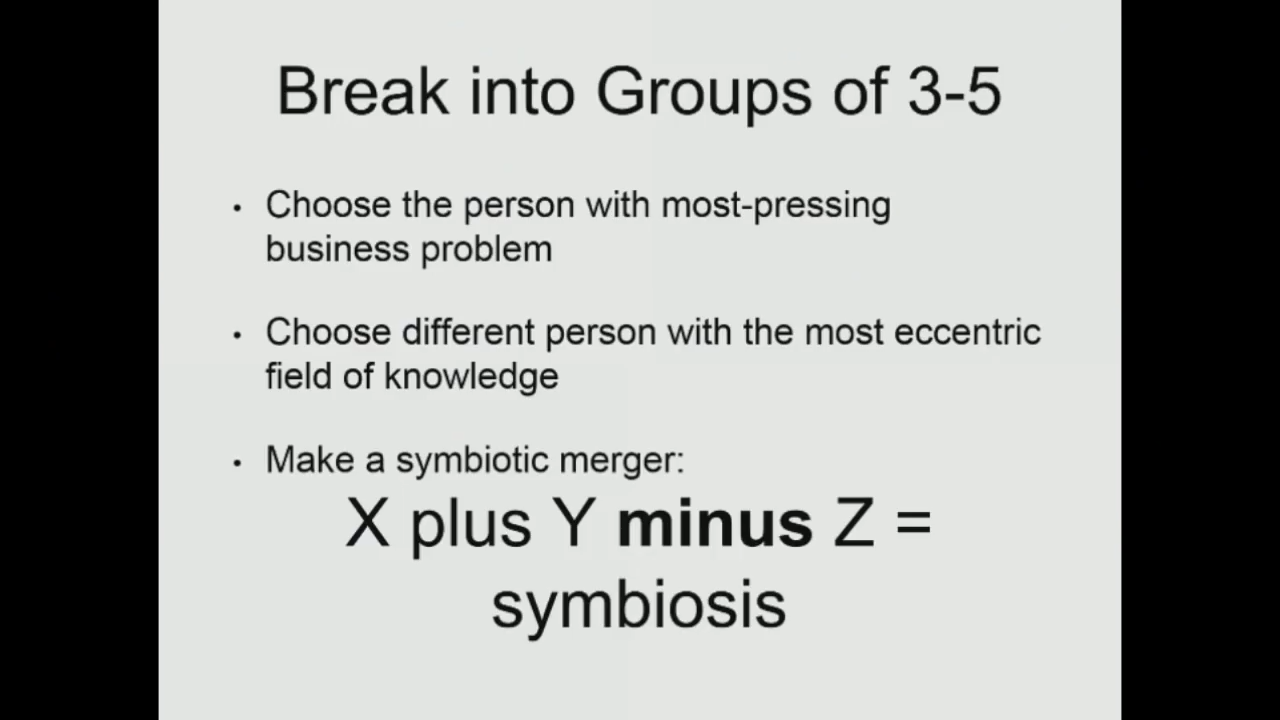 Break into Groups of 3-5
• Choose the person with most-pressing
business problem
• Choose different person with the most eccentric
field of knowledge
• Make a symbiotic merger:
X plus Y minus Z =
symbiosis